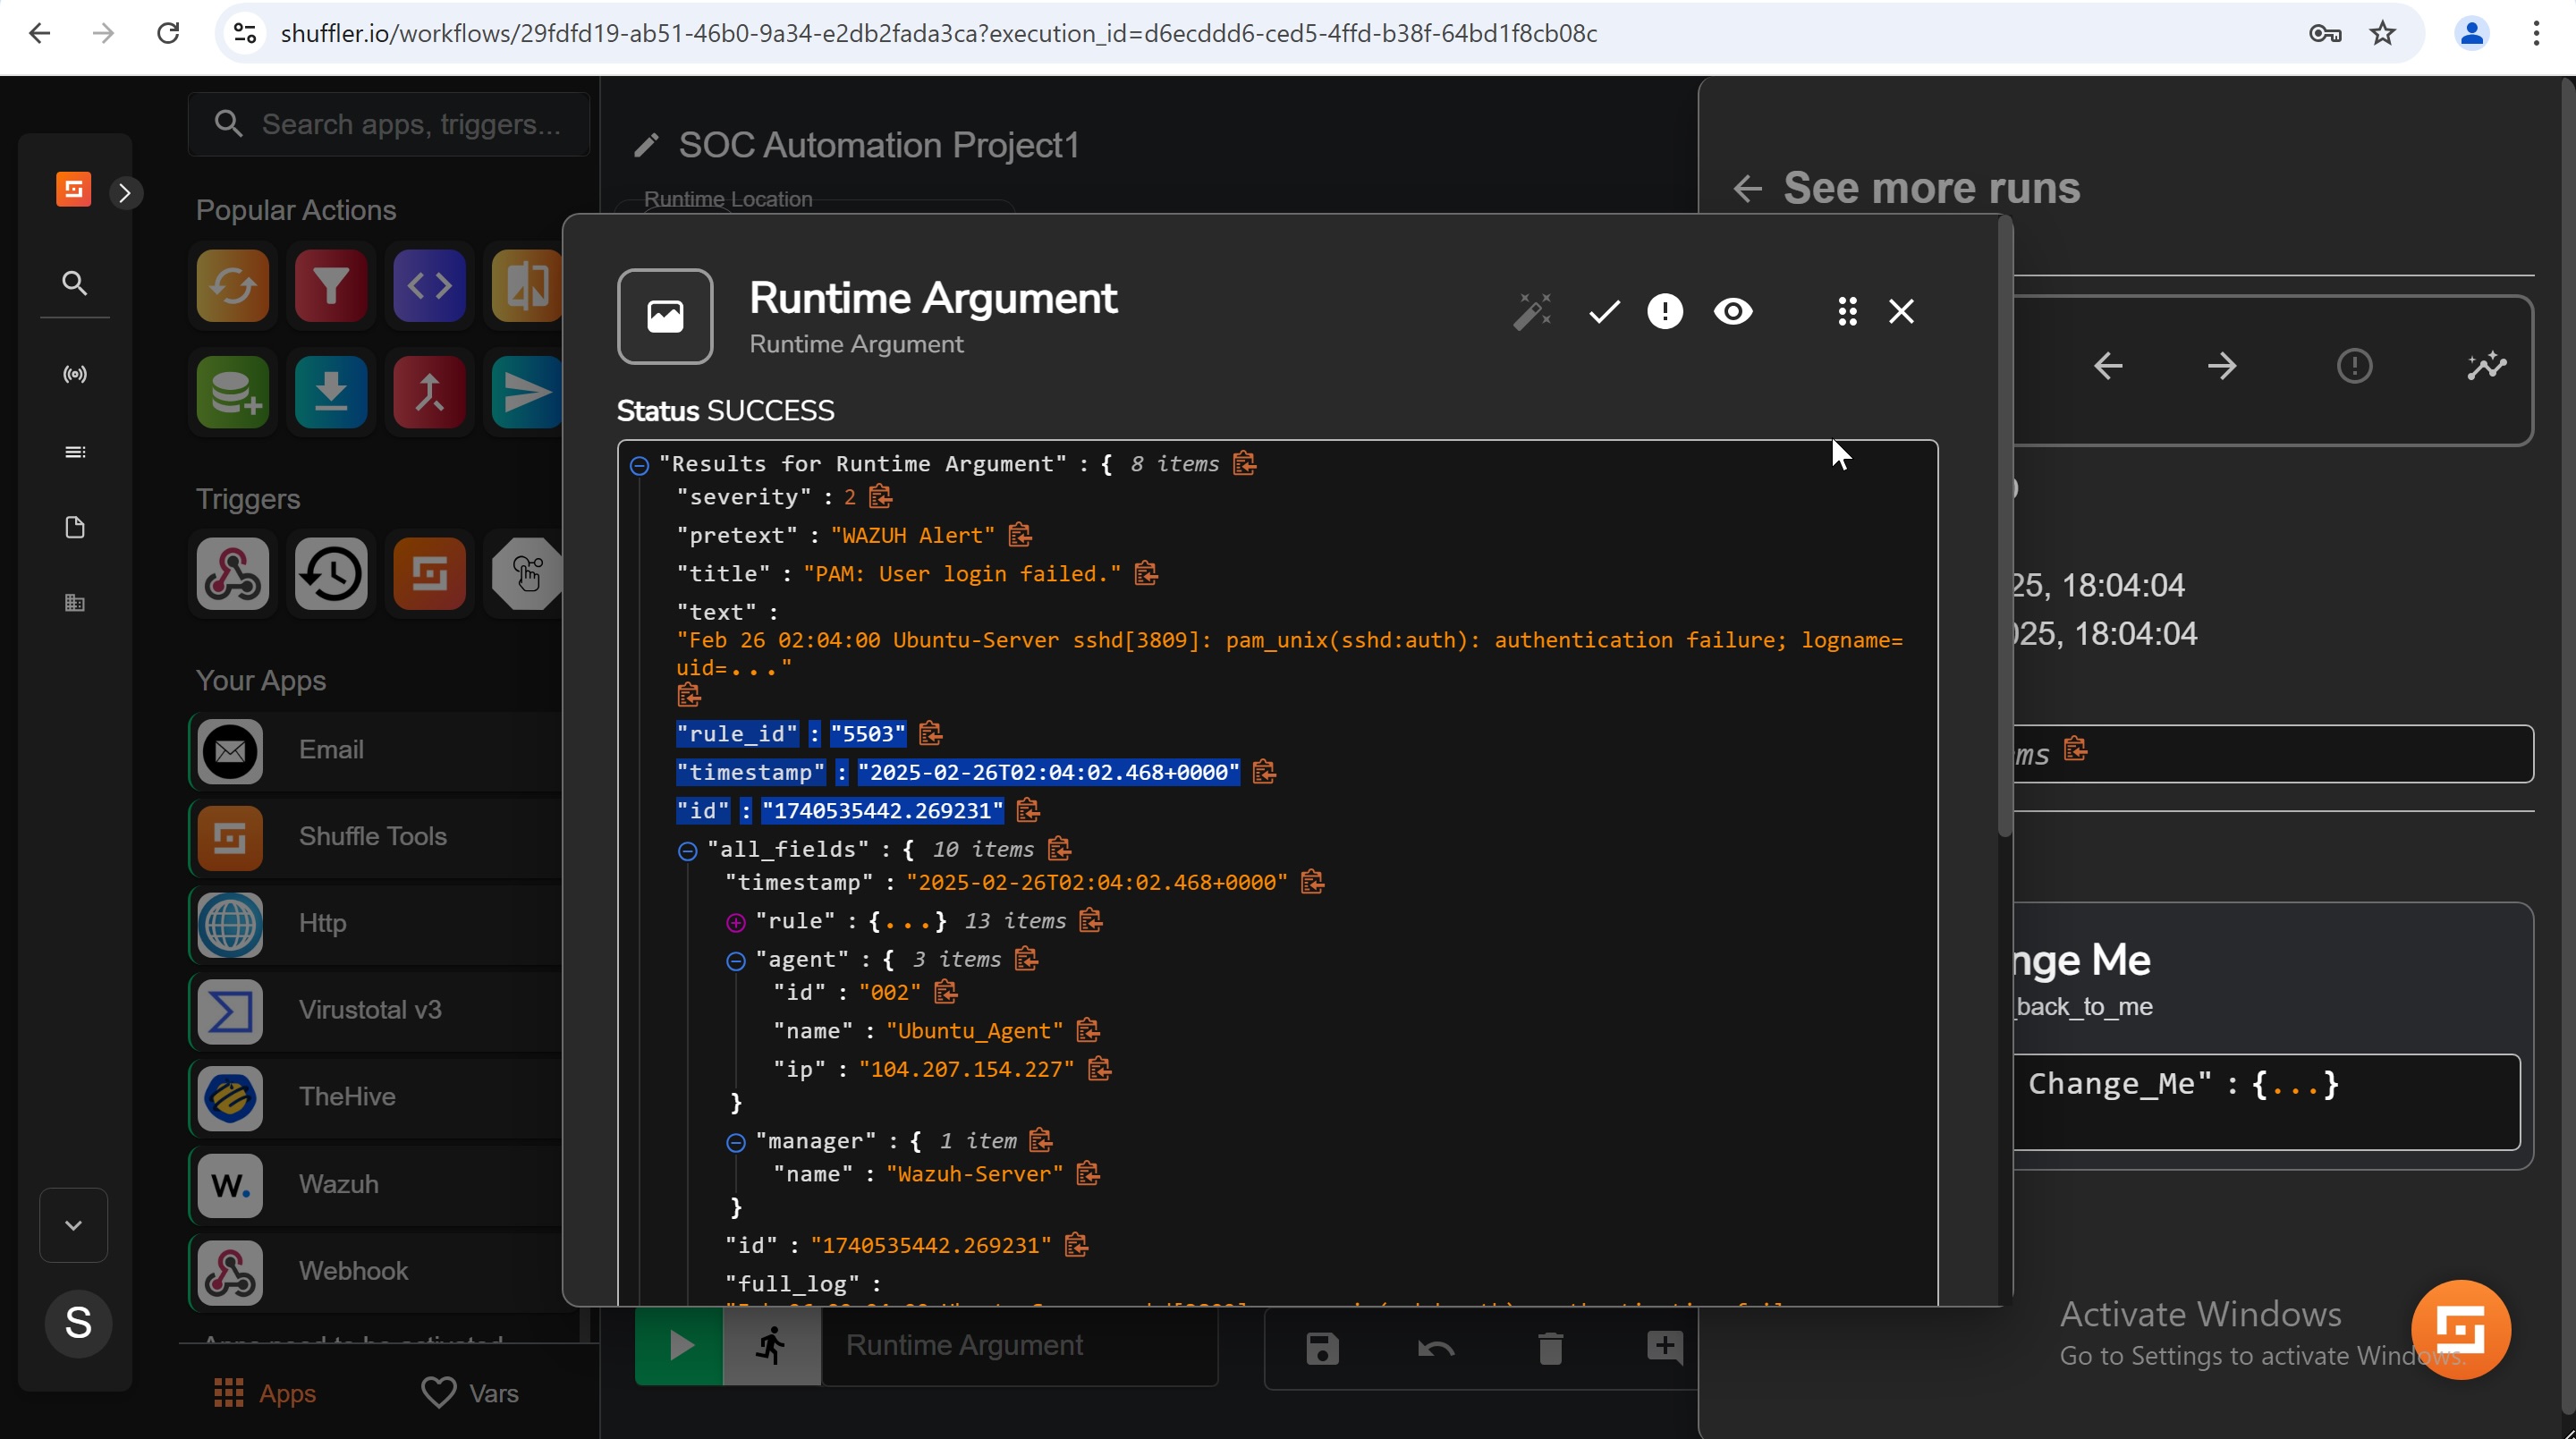 shuffler.io/workflows/29fdfd19-ab51-46b0-9a34-e2db2fada3ca?execution_id=d6ecddd6-ced5-4ffd-b38f-64bd1f8cb08c
Search apps, triggers...
Popular Actions
Triggers
Your Apps
Email
Shuffle Tools
Http
Virustotal v3
TheHive
W. Wazuh
Webhook
Apps need to be activated
Apps
Vars
S
SOC Automation Project1
Runtime Location
Runtime Argument
Runtime Argument
Status SUCCESS
"Results for Runtime Argument" : { 8 items
"severity" : 2
"pretext" : "WAZUH Alert"
"title" : "PAM: User login failed."
"text" :
"Feb 26 02:04:00 Ubuntu-Server sshd[3809]: pam_unix(sshd:auth): authentication failure; logname=
uid=..."
"rule_id" : "5503"
"timestamp" : "2025-02-26T02:04:02.468+0000"
"id" : "1740535442.269231"
"all_fields" : { 10 items
"timestamp" : "2025-02-26T02:04:02.468+0000"
"rule" : {...} 13 items
"agent" : { 3 items
"id" : "002"
"name" : "Ubuntu_Agent"
"ip" : "104.207.154.227"
}
"manager" : { 1 item
"name" : "Wazuh-Server"
}
"id" : "1740535442.269231"
"full_log" :
Runtime Argument
See more runs
25, 18:04:04
025, 18:04:04
ms
nge Me
_back_to_me
Change_Me" : {...}
Activate Windows
Go to Settings to activate Windows.